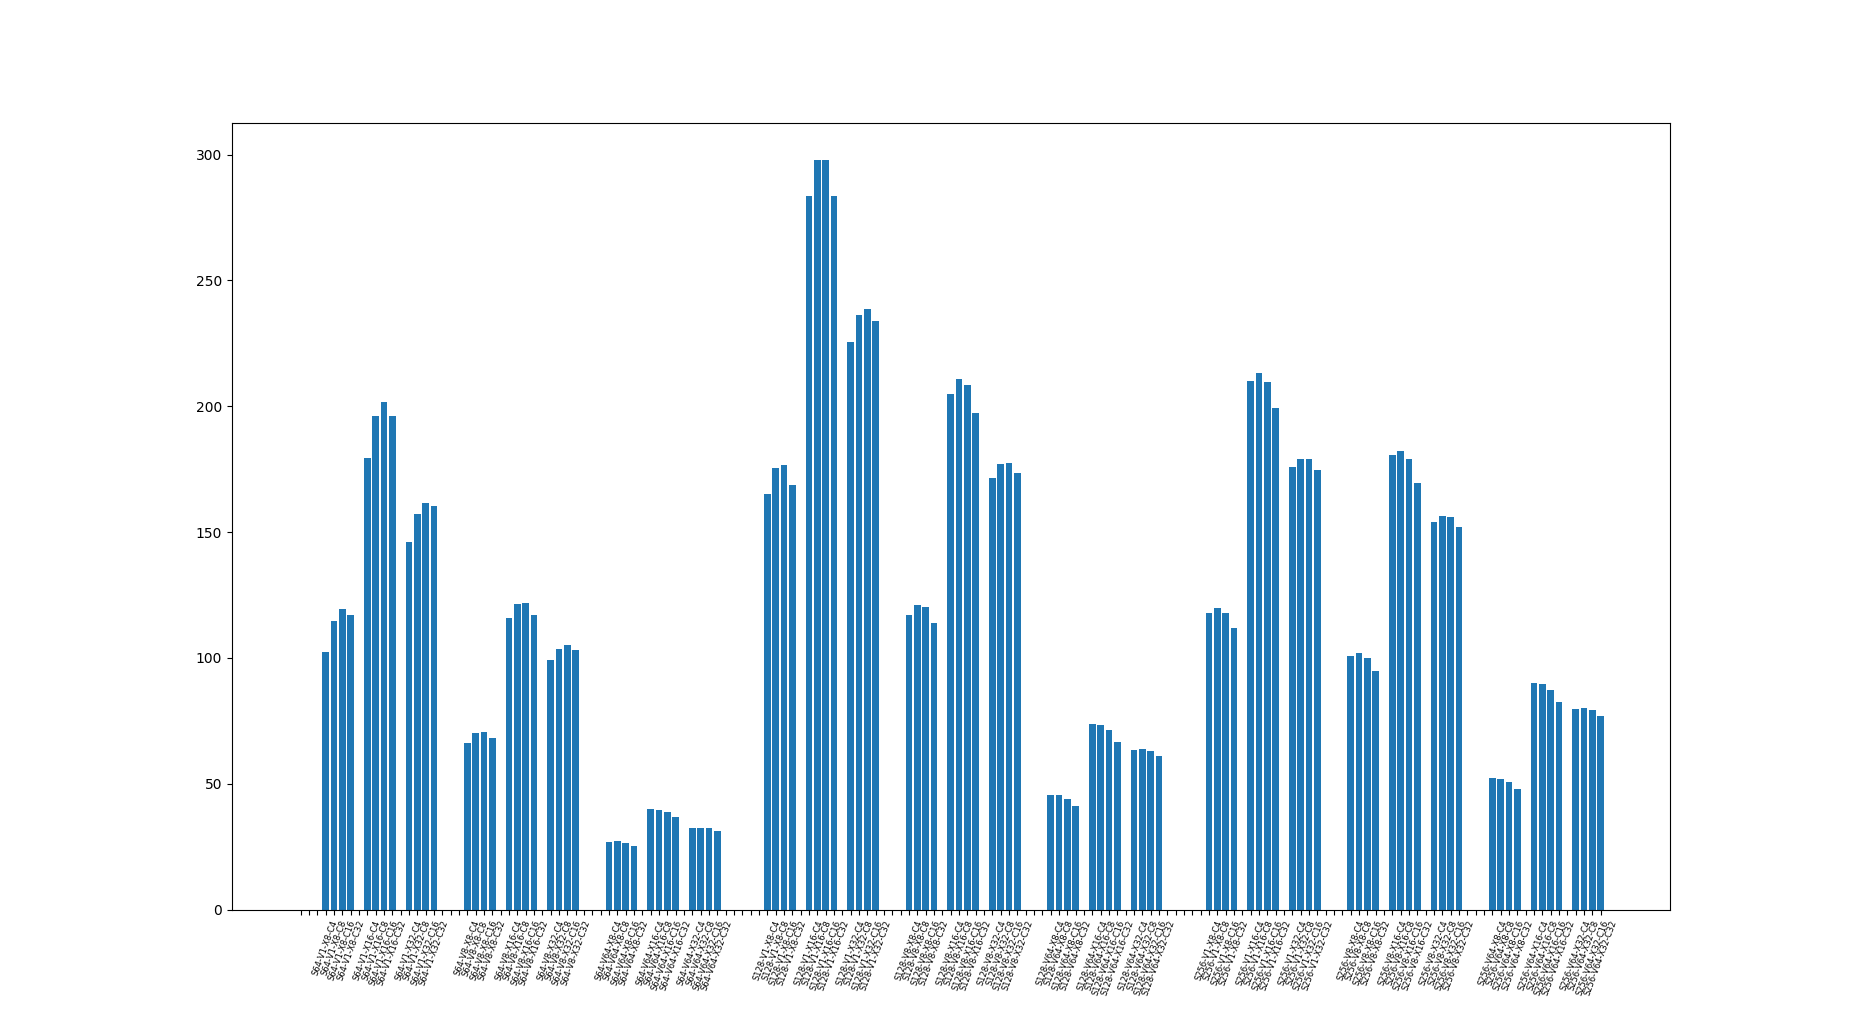 300
250
200
150
100
50
0
S64-V1-X8-C4
S64-V1-X8-C8
S64-V1-X8-C16
S64-V1-X8-C32
S64-V1-X16-C4
S64-V1-X16-C8
S64-V1-X16-C16
S64-V1-X16-C32
S64-V1-X32-C4
S64-V1-X32-C8
S64-V1-X32-C16
S64-V1-X32-C32
S64-V8-X8-C4
S64-V8-X8-C8
S64-V8-X8-C16
S64-V8-X8-C32
S64-V8-X16-C4
S64-V8-X16-C8
S64-V8-X16-C16
S64-V8-X16-C32
S64-V8-X32-C4
S64-V8-X32-C8
S64-V8-X32-C16
S64-V8-X32-C32
S64-V64-X8-C4
S64-V64-X8-C8
S64-V64-X8-C16
S64-V64-X8-C32
S64-V64-X16-C4
S64-V64-X16-C8
S64-V64-X16-C16
S64-V64-X16-C32
S64-V64-X32-C4
S64-V64-X32-C8
S64-V64-X32-C16
S64-V64-X32-C32
S128-V1-X8-C4
S128-V1-X8-C8
S128-V1-X8-C16
S128-V1-X8-C32
S128-V1-X16-C4
S128-V1-X16-C8
S128-V1-X16-C16
S128-V1-X16-C32
S128-V1-X32-C4
S128-V1-X32-C8
S128-V1-X32-C16
S128-V1-X32-C32
S128-V8-X8-C4
S128-V8-X8-C8
S128-V8-X8-C16
S128-V8-X8-C32
S128-V8-X16-C4
S128-V8-X16-C8
S128-V8-X16-C16
S128-V8-X16-C32
S128-V8-X32-C4
S128-V8-X32-C8
S128-V8-X32-C16
S128-V8-X32-C32
S128-V64-X8-C4
S128-V64-X8-C8
S128-V64-X8-C16
S128-V64-X8-C32
S128-V64-X16-C4
S128-V64-X16-C8
S128-V64-X16-C16
S128-V64-X16-C32
S128-V64-X32-C4
S128-V64-X32-C8
S128-V64-X32-C16
S128-V64-X32-C32
S256-V1-X8-C4
S256-V1-X8-C8
S256-V1-X8-C16
S256-V1-X8-C32
S256-V1-X16-C4
S256-V1-X16-C8
S256-V1-X16-C16
S256-V1-X16-C32
S256-V1-X32-C4
S256-V1-X32-C8
S256-V1-X32-C16
S256-V1-X32-C32
S256-V8-X8-C4
S256-V8-X8-C8
S256-V8-X8-C16
S256-V8-X8-C32
S256-V8-X16-C4
S256-V8-X16-C8
S256-V8-X16-C16
S256-V8-X16-C32
S256-V8-X32-C4
S256-V8-X32-C8
S256-V8-X32-C16
S256-V8-X32-C32
S256-V64-X8-C4
S256-V64-X8-C8
S256-V64-X8-C16
S256-V64-X8-C32
S256-V64-X16-C4
S256-V64-X16-C8
S256-V64-X16-C16
S256-V64-X16-C32
S256-V64-X32-C4
S256-V64-X32-C8
S256-V64-X32-C16
S256-V64-X32-C32